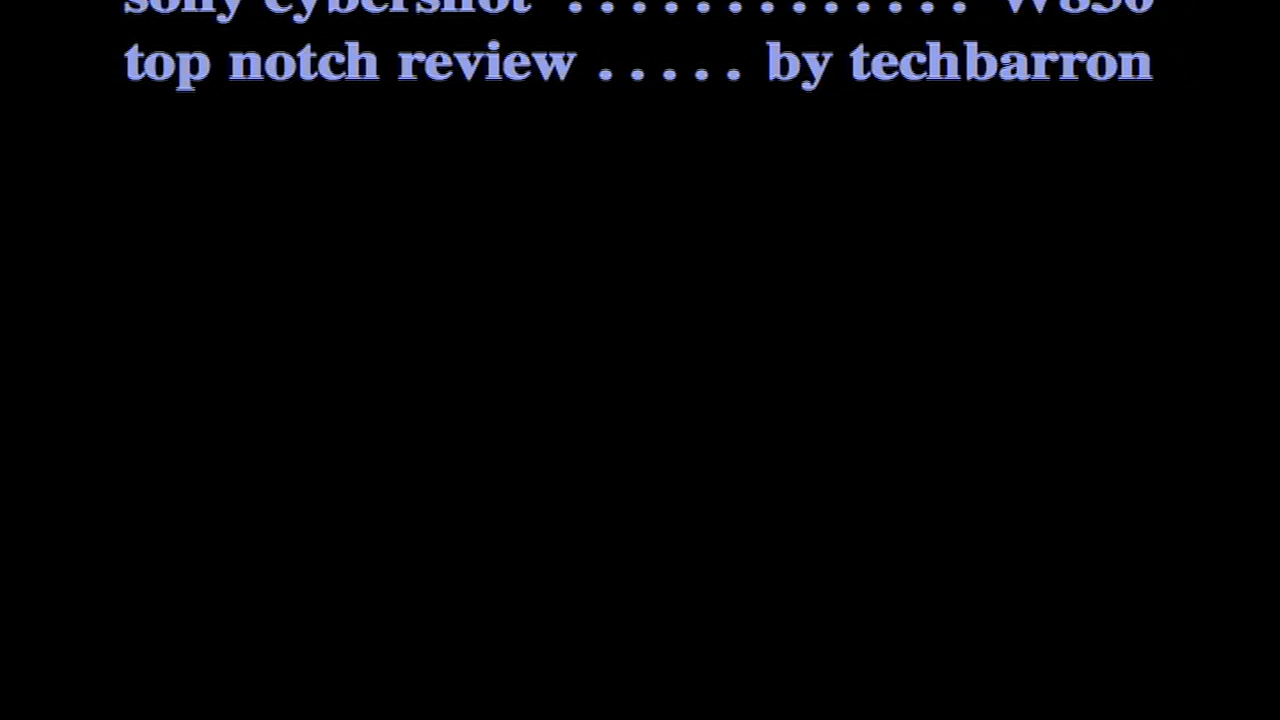 sony cybershot . . . . . . . . . . . . .
top notch review . . . . . by techbarron